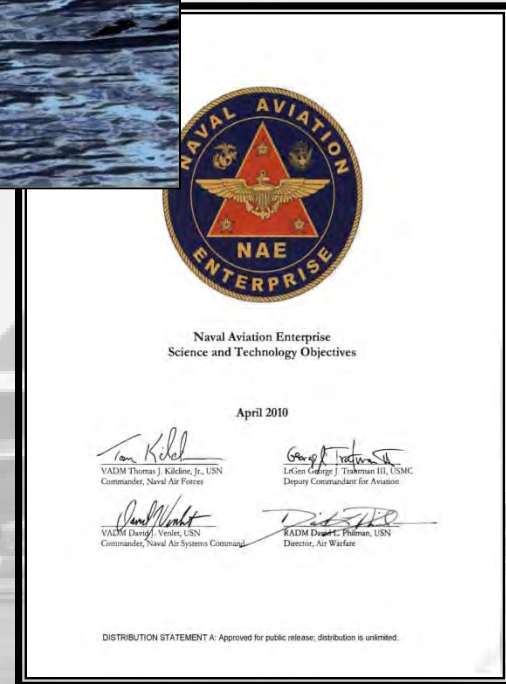 NAVAL AVIATION
NAE
ENTERPRISE
Naval Aviation Enterprise
Science and Technology Objectives
April 2010
VADM Thomas J. Kilcline, Jr., USN
Commander, Naval Air Forces
LtGen George J. Trautman III, USMC
Deputy Commandant for Aviation
VADM David J. Venlet, USN
Commander, Naval Air Systems Command
RADM David L. Philman, USN
Director, Air Warfare
DISTRIBUTION STATEMENT A: Approved for public release; distribution is unlimited.